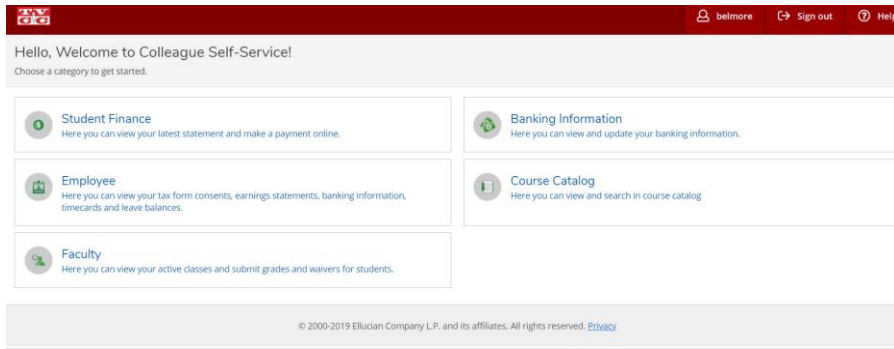 TV
CC
belmore
Sign out
Help
Hello, Welcome to Colleague Self-Service!
Choose a category to get started.
Student Finance
Here you can view your latest statement and make a payment online.
Banking Information
Here you can view and update your banking information.
Employee
Here you can view your tax form consents, earnings statements, banking information,
timecards and leave balances.
Course Catalog
Here you can view and search in course catalog
Faculty
Here you can view your active classes and submit grades and waivers for students.
© 2000-2019 Ellucian Company L.P. and its affiliates. All rights reserved. Privacy